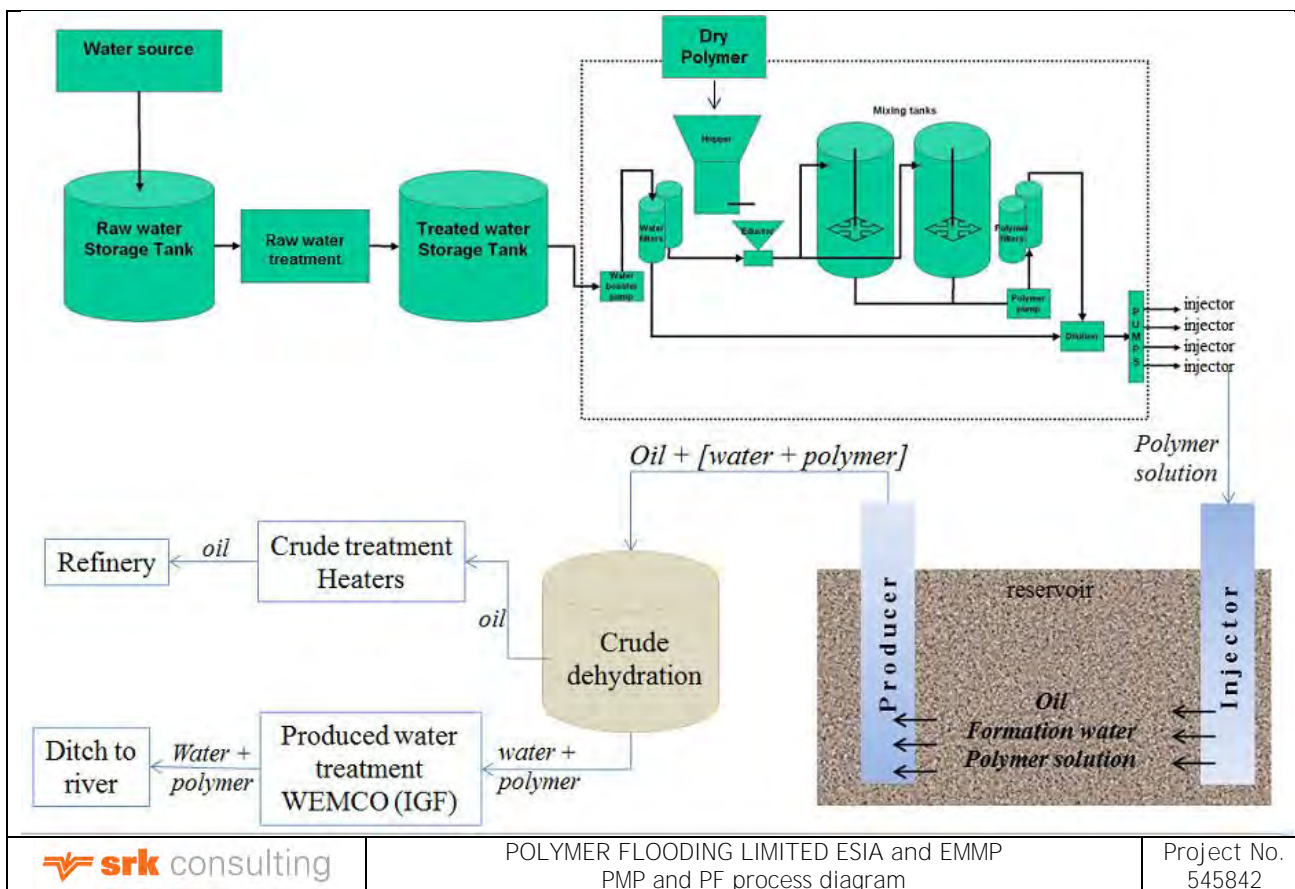 Water source
Dry
Polymer
Mixing tanks
Hopper
Raw water
Storage Tank
Raw water
treatment
Treated water
Storage Tank
Water
filters
Eductor
Polymer
filters
Water
booster
pump
Polymer
pump
Dilution
PUMPS
injector
injector
injector
injector
Oil + [water + polymer]
Polymer
solution
Refinery
oil
Crude treatment
Heaters
oil
Crude
dehydration
Producer
reservoir
Injector
Oil
Formation water
Polymer solution
Ditch to
river
Water +
polymer
Produced water
treatment
WEMCO (IGF)
water +
polymer
srk consulting
POLYMER FLOODING LIMITED ESIA and EMMP
PMP and PF process diagram
Project No.
545842